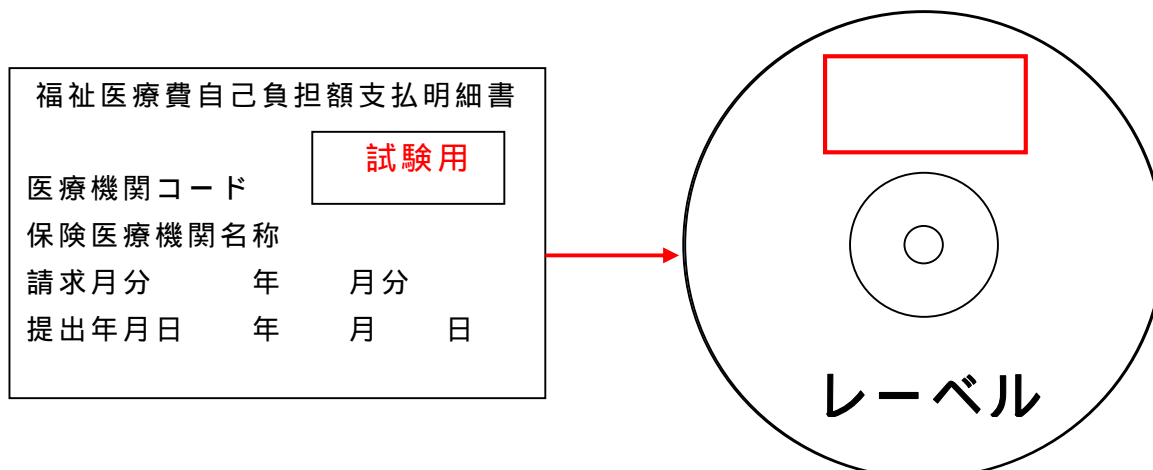 福祉医療費自己負担額支払明細書
試験用
医療機関コード
保険医療機関名称
請求月分 年 月分
提出年月日 年 月 日
レーベル